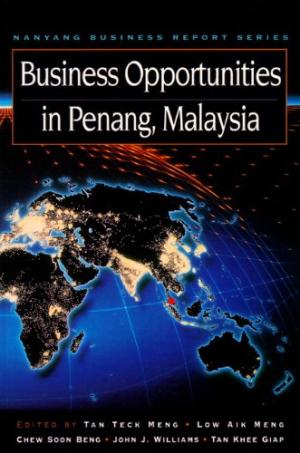 NANYANG BUSINESS REPORT SERIES
Business Opportunities
in Penang, Malaysia
EDITED BY TAN TECK MENG • LOW AIK MENG
CHEW SOON BENG • JOHN J. WILLIAMS • TAN KHEE GIAP